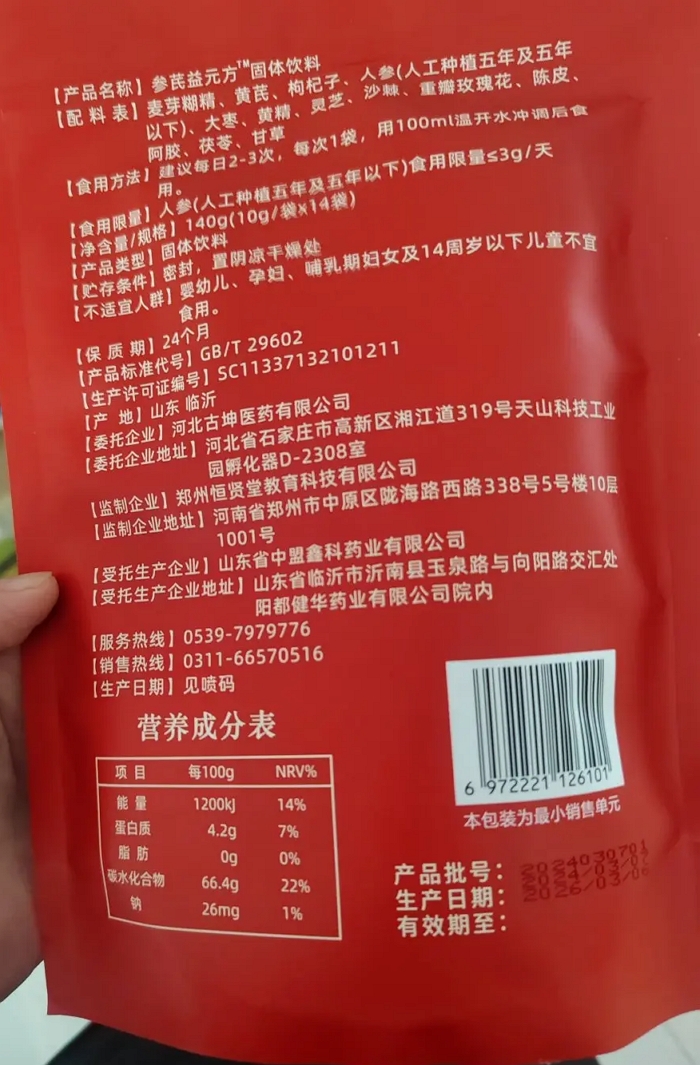 【产品名称】参芪益元方™固体饮料
【配 料 表】麦芽糊精、黄芪、枸杞子、人参(人工种植五年及五年
以下)、大枣、黄精、灵芝、沙棘、重瓣玫瑰花、陈皮、
阿胶、茯苓、甘草
【食用方法】建议每日2-3次，每次1袋，用100ml温开水冲调后食
用。
【食用限量】人参(人工种植五年及五年以下)食用限量≤3g/天
【净含量/规格】140g(10g/袋x14袋)
【产品类型】固体饮料
【贮存条件】密封，置阴凉干燥处
【不适宜人群】婴幼儿、孕妇、哺乳期妇女及14周岁以下儿童不宜
食用。
【保 质 期】24个月
【产品标准代号】GB/T 29602
【生产许可证编号】SC11337132101211
【产 地】山东 临沂
【委托企业】河北古坤医药有限公司
【委托企业地址】河北省石家庄市高新区湘江道319号天山科技工业
园孵化器D-2308室
【监制企业】郑州恒贤堂教育科技有限公司
【监制企业地址】河南省郑州市中原区陇海路西路338号5号楼10层
1001号
【受托生产企业】山东省中盟鑫科药业有限公司
【受托生产企业地址】山东省临沂市沂南县玉泉路与向阳路交汇处
阳都健华药业有限公司院内
【服务热线】0539-7979776
【销售热线】0311-66570516
【生产日期】见喷码
营养成分表
项 目 每100g NRV%
能 量 1200kJ 14%
蛋白质 4.2g 7%
脂 肪 0g 0%
碳水化合物 66.4g 22%
钠 26mg 1%
6 972221 126101
本包装为最小销售单元
产品批号：2024030701
生产日期：2024/03/07
有效期至：2026/03/06